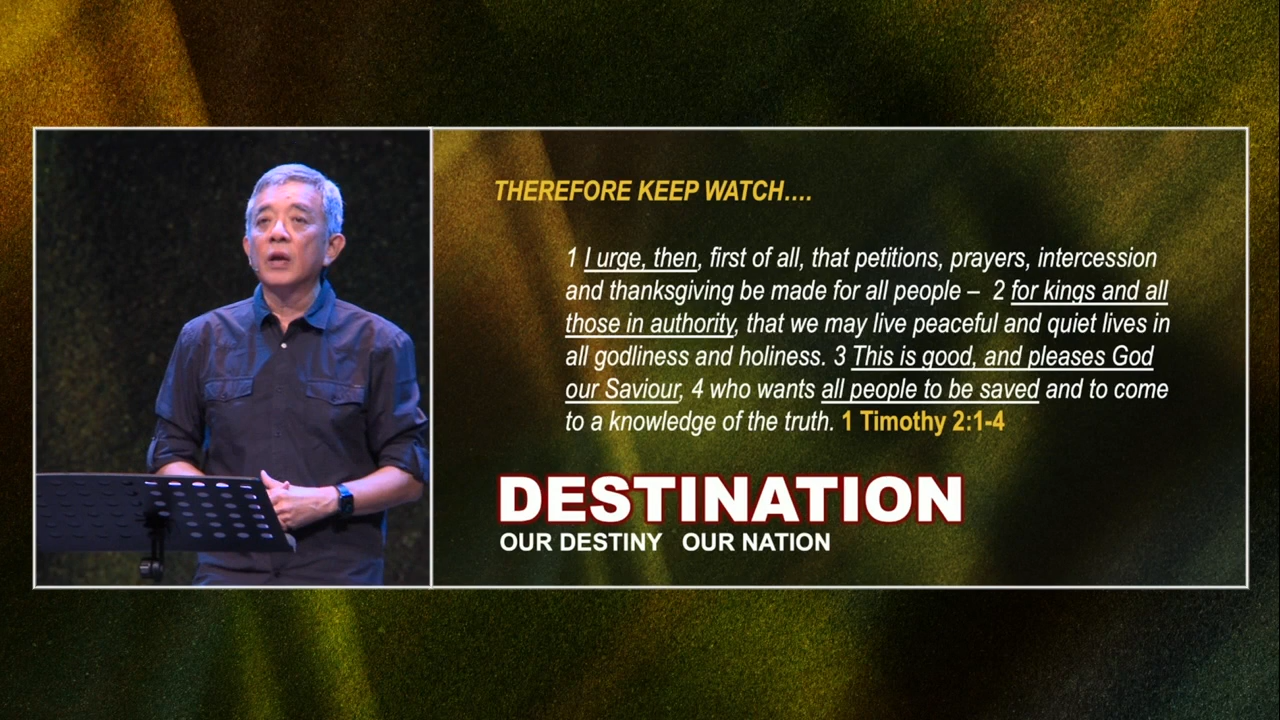 THEREFORE KEEP WATCH....
1 I urge, then, first of all, that petitions, prayers, intercession
and thanksgiving be made for all people – 2 for kings and all
those in authority, that we may live peaceful and quiet lives in
all godliness and holiness. 3 This is good, and pleases God
our Saviour, 4 who wants all people to be saved and to come
to a knowledge of the truth. 1 Timothy 2:1-4
DESTINATION
OUR DESTINY OUR NATION